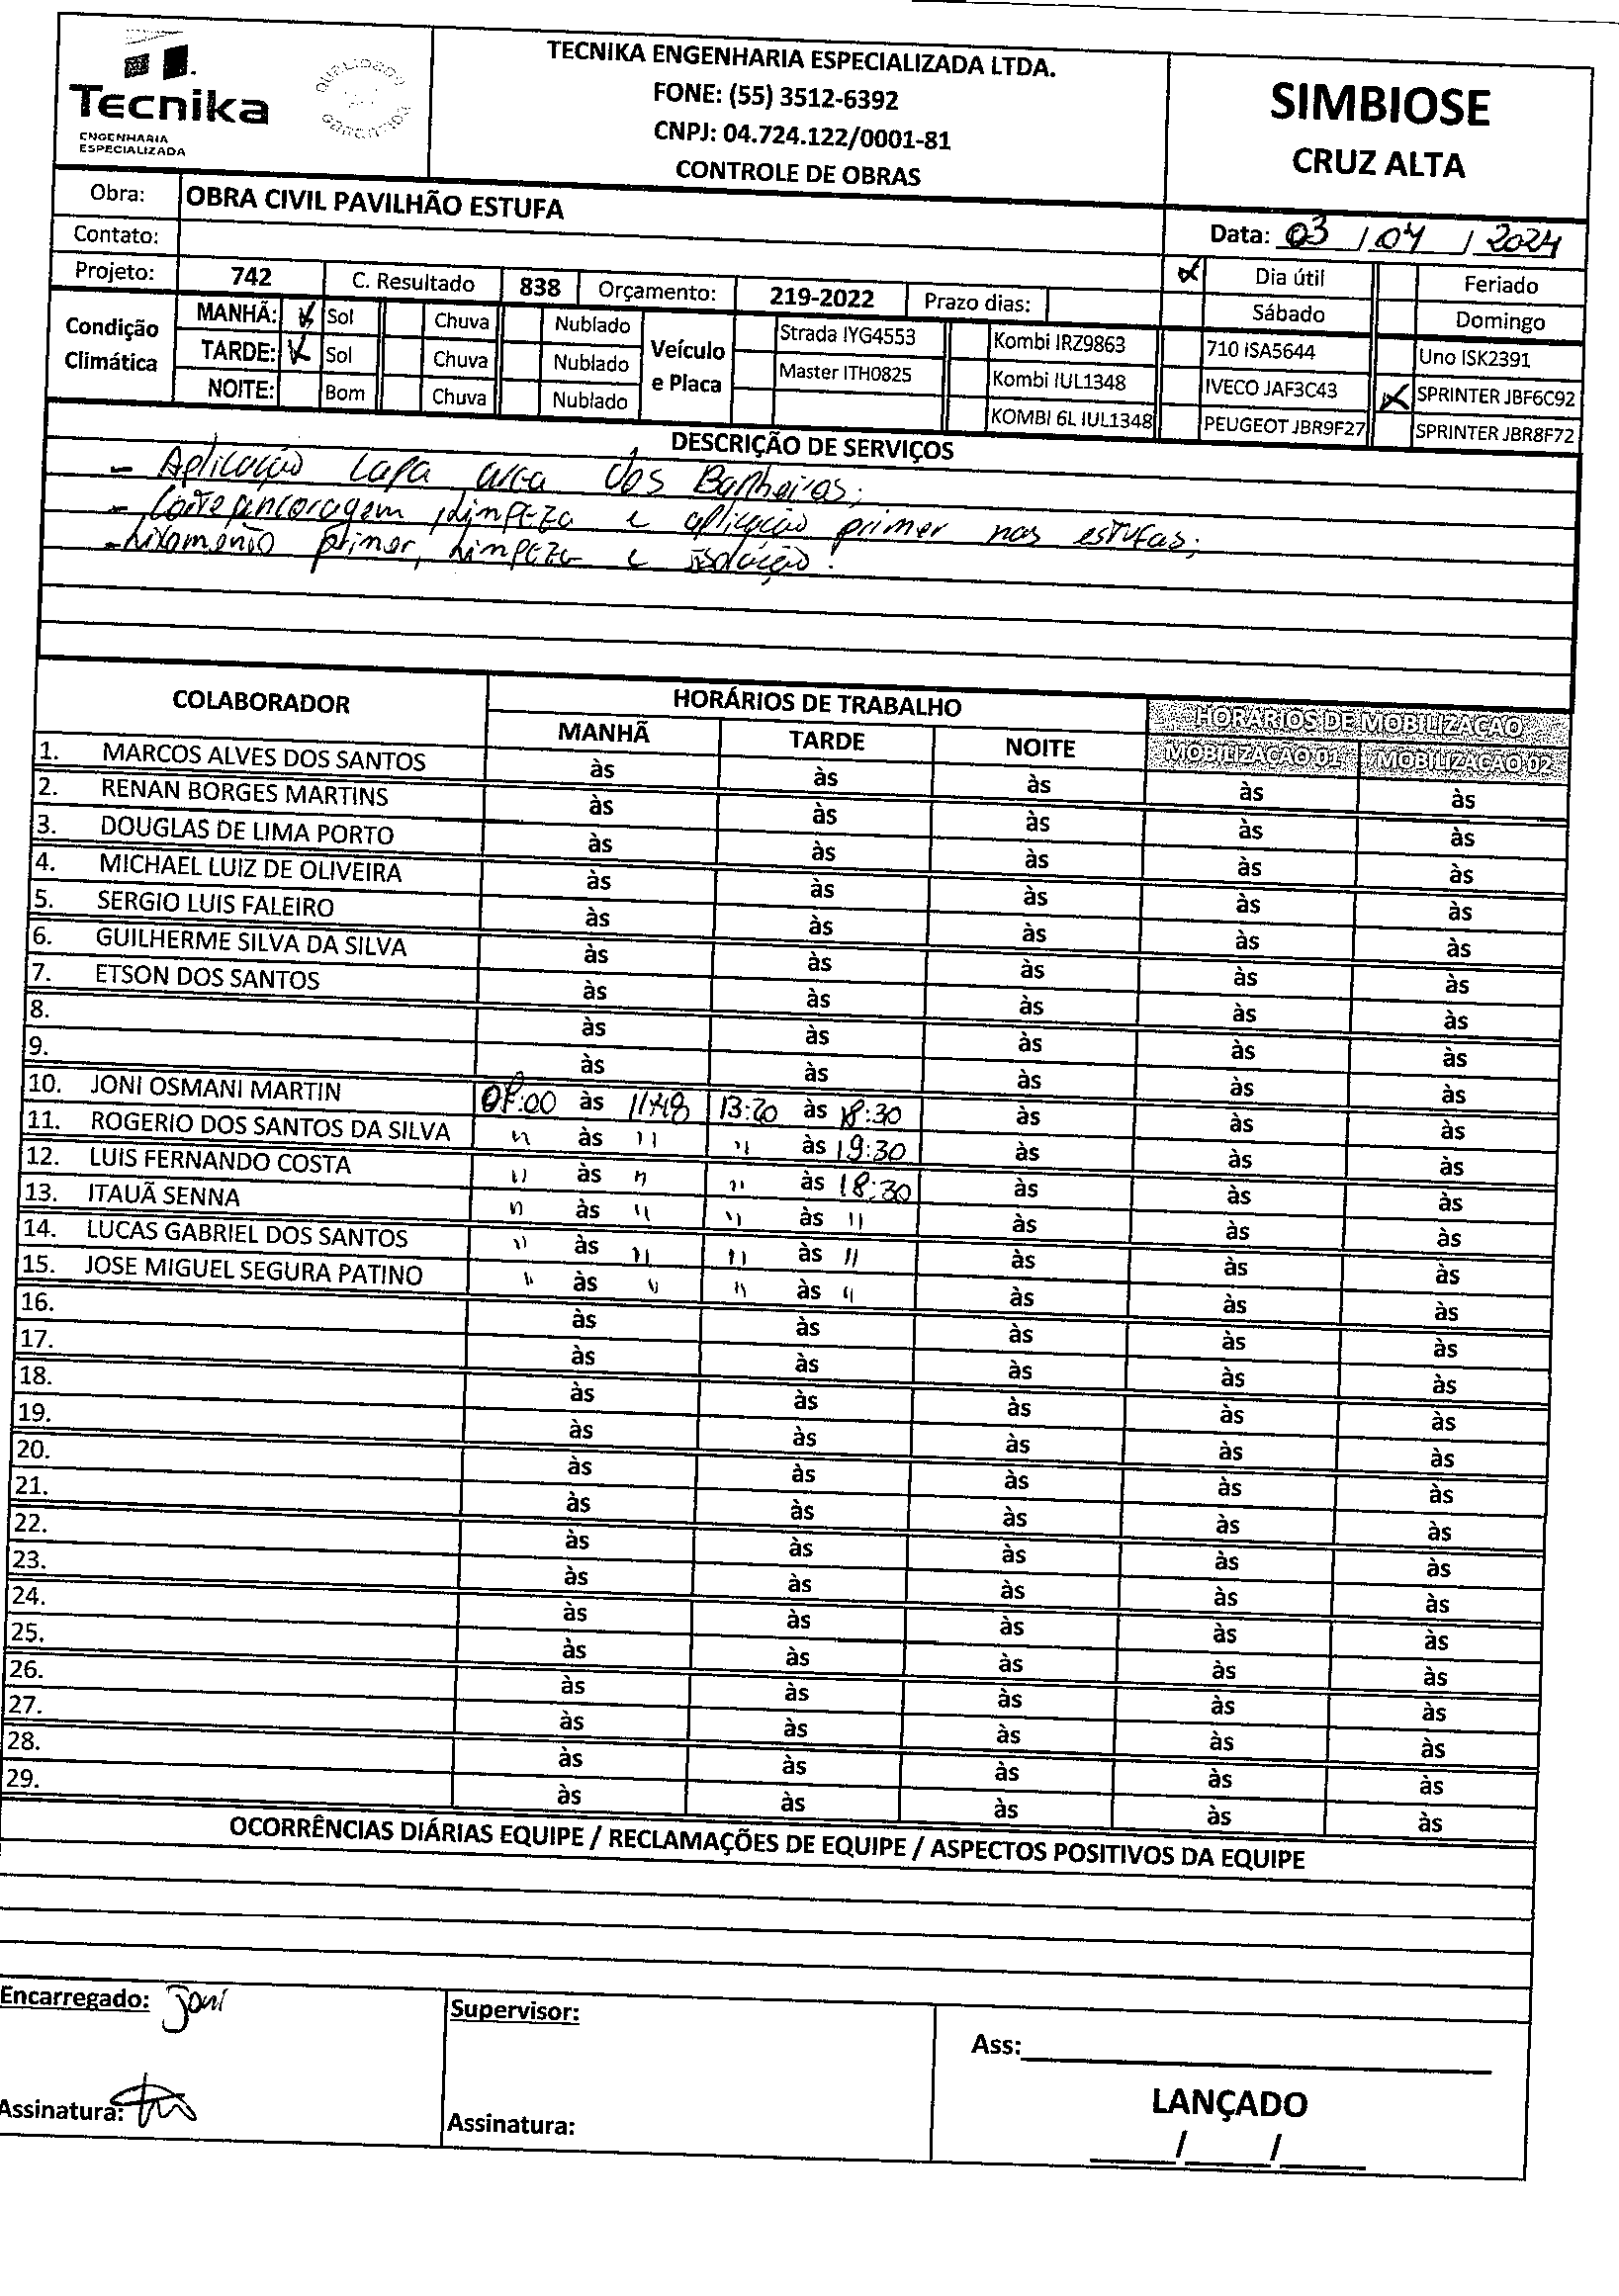 Tecnika
ENGENHARIA
ESPECIALIZADA
QUALIDADE
GARANTIDA
TECNIKA ENGENHARIA ESPECIALIZADA LTDA.
FONE: (55) 3512-6392
CNPJ: 04.724.122/0001-81
CONTROLE DE OBRAS
SIMBIOSE
CRUZ ALTA
Obra: OBRA CIVIL PAVILHÃO ESTUFA
Data: 03 / 04 / 2024
Contato:
Projeto: 742 C. Resultado 838 Orçamento: 219-2022 Prazo dias:
Dia útil Feriado
Sábado Domingo
Condição Climática
MANHÃ: Sol Chuva Nublado
TARDE: Sol Chuva Nublado
NOITE: Bom Chuva Nublado
Veículo e Placa
Strada IYG4553 Kombi IRZ9863 710 ISA5644 Uno ISK2391
Master ITH0825 Kombi IUL1348 IVECO JAF3C43 SPRINTER JBF6C92
KOMBI 6L IUL1348 PEUGEOT JBR9F27 SPRINTER JBR8F72
DESCRIÇÃO DE SERVIÇOS
- Aplicação capa area dos Banheiros;
- Corte ancoragem, Limpeza e aplicação primer nas estufas;
- Lixamento primer, Limpeza e isolação.
COLABORADOR HORÁRIOS DE TRABALHO HORÁRIOS DE MOBILIZAÇÃO
MANHÃ TARDE NOITE MOBILIZAÇÃO 01 MOBILIZAÇÃO 02
1. MARCOS ALVES DOS SANTOS às às às às às
2. RENAN BORGES MARTINS às às às às às
3. DOUGLAS DE LIMA PORTO às às às às às
4. MICHAEL LUIZ DE OLIVEIRA às às às às às
5. SERGIO LUIS FALEIRO às às às às às
6. GUILHERME SILVA DA SILVA às às às às às
7. ETSON DOS SANTOS às às às às às
8. às às às às às
9. às às às às às
10. JONI OSMANI MARTIN 08:00 às 11:48 13:20 às 18:30 às às às
11. ROGERIO DOS SANTOS DA SILVA " às " " às 19:30 às às às
12. LUIS FERNANDO COSTA " às " " às 18:30 às às às
13. ITAUÃ SENNA " às " " às " às às às
14. LUCAS GABRIEL DOS SANTOS " às " " às " às às às
15. JOSE MIGUEL SEGURA PATINO " às " " às " às às às
16. às às às às às
17. às às às às às
18. às às às às às
19. às às às às às
20. às às às às às
21. às às às às às
22. às às às às às
23. às às às às às
24. às às às às às
25. às às às às às
26. às às às às às
27. às às às às às
28. às às às às às
29. às às às às às
OCORRÊNCIAS DIÁRIAS EQUIPE / RECLAMAÇÕES DE EQUIPE / ASPECTOS POSITIVOS DA EQUIPE
Encarregado: Joni
Supervisor:
Ass:
Assinatura:
Assinatura:
LANÇADO
/ /